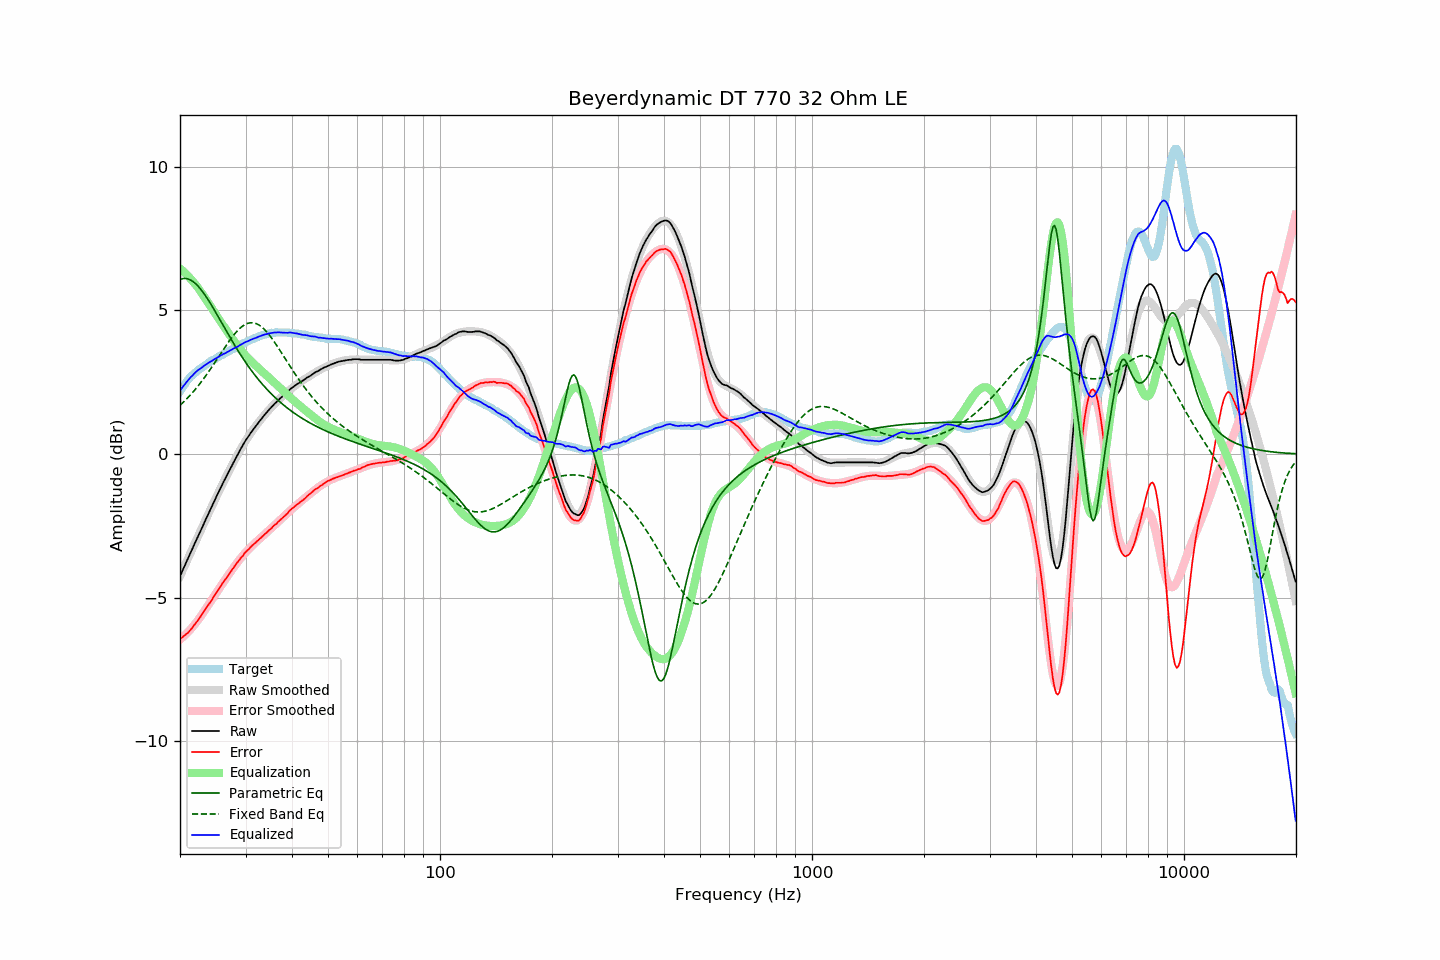 Beyerdynamic DT 770 32 Ohm LE
Amplitude (dBr)
10
5
0
−5
−10
Target
Raw Smoothed
Error Smoothed
Raw
Error
Equalization
Parametric Eq
Fixed Band Eq
Equalized
100
1000
10000
Frequency (Hz)